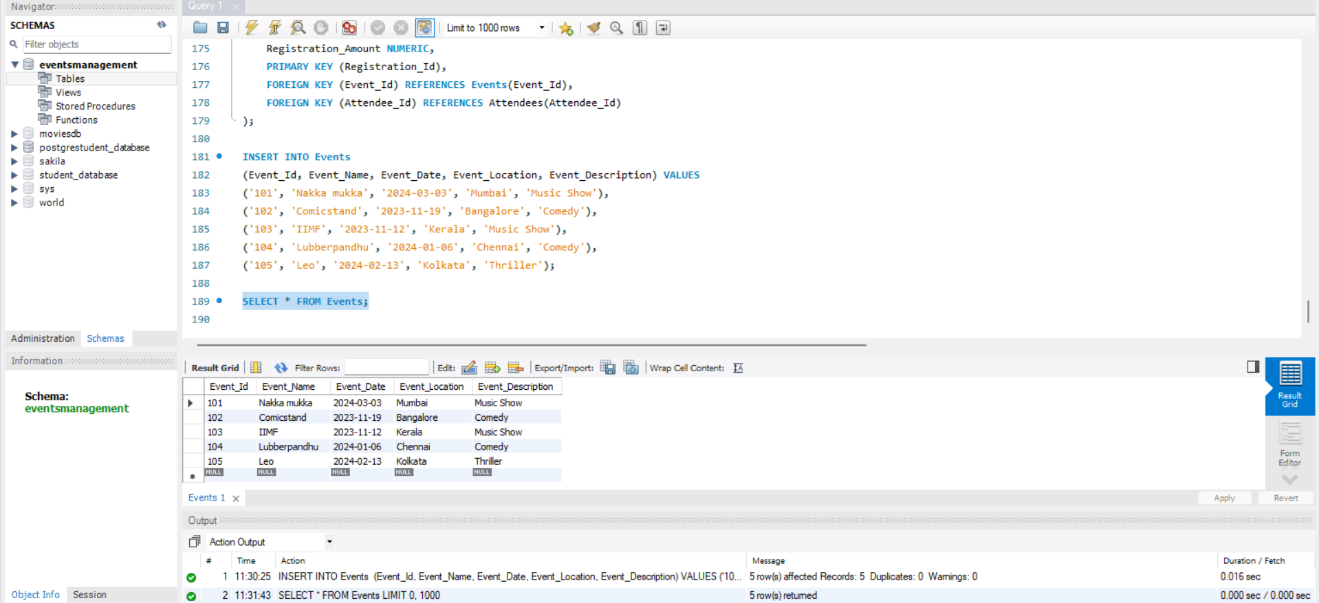 Navigator
SCHEMAS
Filter objects
eventsmanagement
Tables
Views
Stored Procedures
Functions
moviesdb
postgrestudent_database
sakila
student_database
sys
world
Administration Schemas
Information
Schema:
eventsmanagement
Object Info Session
Query 1
Limit to 1000 rows
175 Registration_Amount NUMERIC,
176 PRIMARY KEY (Registration_Id),
177 FOREIGN KEY (Event_Id) REFERENCES Events(Event_Id),
178 FOREIGN KEY (Attendee_Id) REFERENCES Attendees(Attendee_Id)
179 );
180
181 INSERT INTO Events
182 (Event_Id, Event_Name, Event_Date, Event_Location, Event_Description) VALUES
183 ('101', 'Nakka mukka', '2024-03-03', 'Mumbai', 'Music Show'),
184 ('102', 'Comicstand', '2023-11-19', 'Bangalore', 'Comedy'),
185 ('103', 'IIMF', '2023-11-12', 'Kerala', 'Music Show'),
186 ('104', 'Lubberpandhu', '2024-01-06', 'Chennai', 'Comedy'),
187 ('105', 'Leo', '2024-02-13', 'Kolkata', 'Thriller');
188
189 SELECT * FROM Events;
190
Result Grid Filter Rows: Edit: Export/Import: Wrap Cell Content:
Event_Id Event_Name Event_Date Event_Location Event_Description
101 Nakka mukka 2024-03-03 Mumbai Music Show
102 Comicstand 2023-11-19 Bangalore Comedy
103 IIMF 2023-11-12 Kerala Music Show
104 Lubberpandhu 2024-01-06 Chennai Comedy
105 Leo 2024-02-13 Kolkata Thriller
NULL NULL NULL NULL NULL
Result
Grid
Form
Editor
Events 1
Apply Revert
Output
Action Output
# Time Action Message Duration / Fetch
1 11:30:25 INSERT INTO Events (Event_Id, Event_Name, Event_Date, Event_Location, Event_Description) VALUES ('10... 5 row(s) affected Records: 5 Duplicates: 0 Warnings: 0 0.016 sec
2 11:31:43 SELECT * FROM Events LIMIT 0, 1000 5 row(s) returned 0.000 sec / 0.000 sec